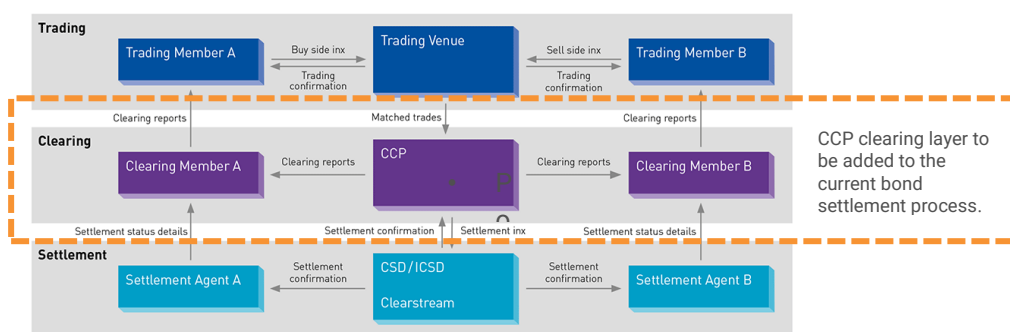 Trading
Trading Member A
Buy side inx
Trading
confirmation
Trading Venue
Sell side inx
Trading
confirmation
Trading Member B
Clearing reports
Matched trades
Clearing reports
Clearing
Clearing Member A
Clearing reports
CCP
P
Clearing reports
Clearing Member B
CCP clearing layer to
be added to the
current bond
settlement process.
Settlement status details
Settlement confirmation
Settlement inx
Settlement status details
Settlement
Settlement Agent A
Settlement
confirmation
CSD/ICSD
Clearstream
Settlement
confirmation
Settlement Agent B